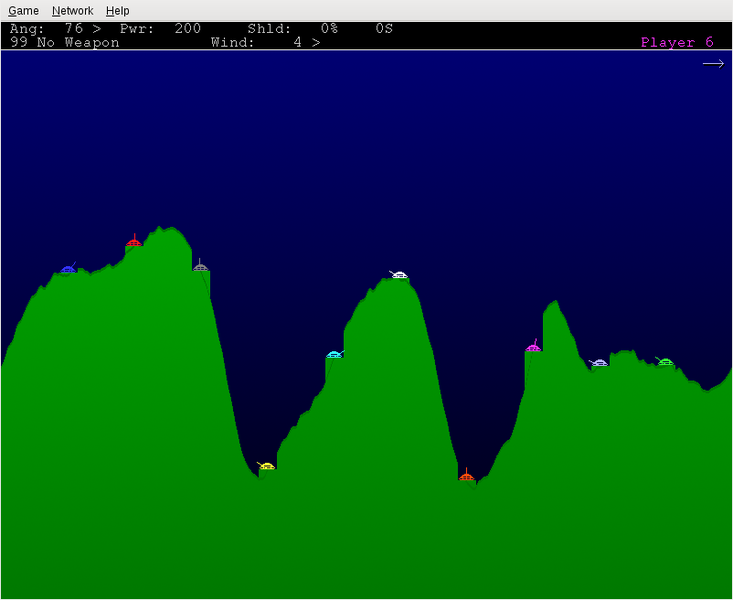 Game Network Help
Ang: 76 > Pwr: 200 Shld: 0% 0S
99 No Weapon Wind: 4 > Player 6